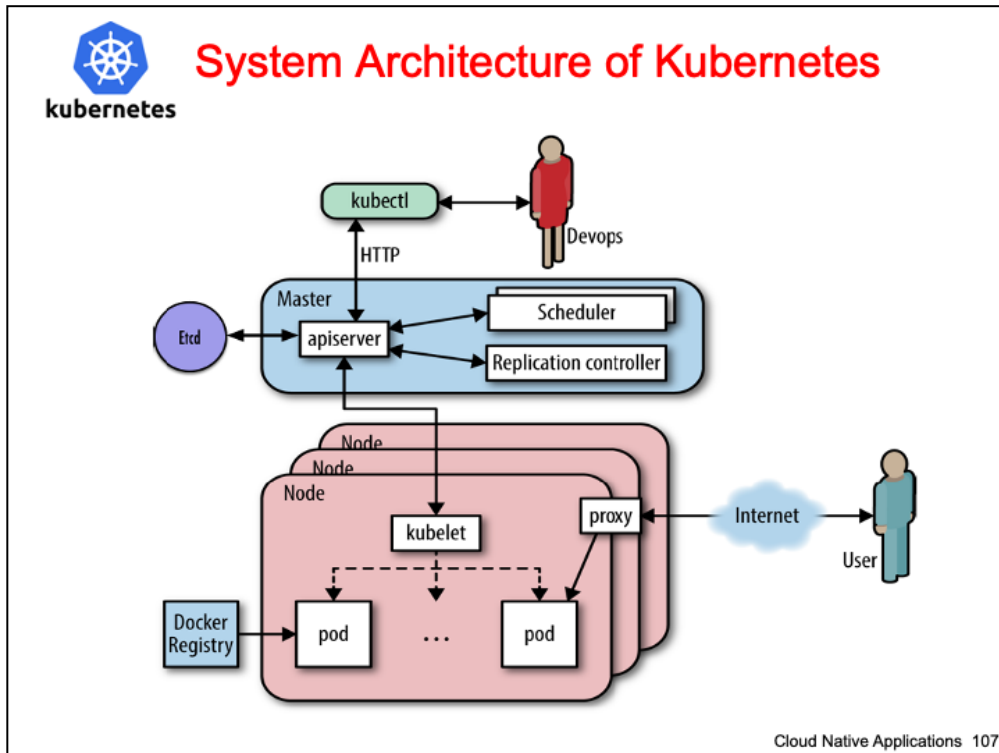 System Architecture of Kubernetes
kubernetes
kubectl
Devops
HTTP
Master
Etcd
apiserver
Scheduler
Replication controller
Node
Node
Node
kubelet
proxy
Internet
User
Docker
Registry
pod
...
pod
Cloud Native Applications 107